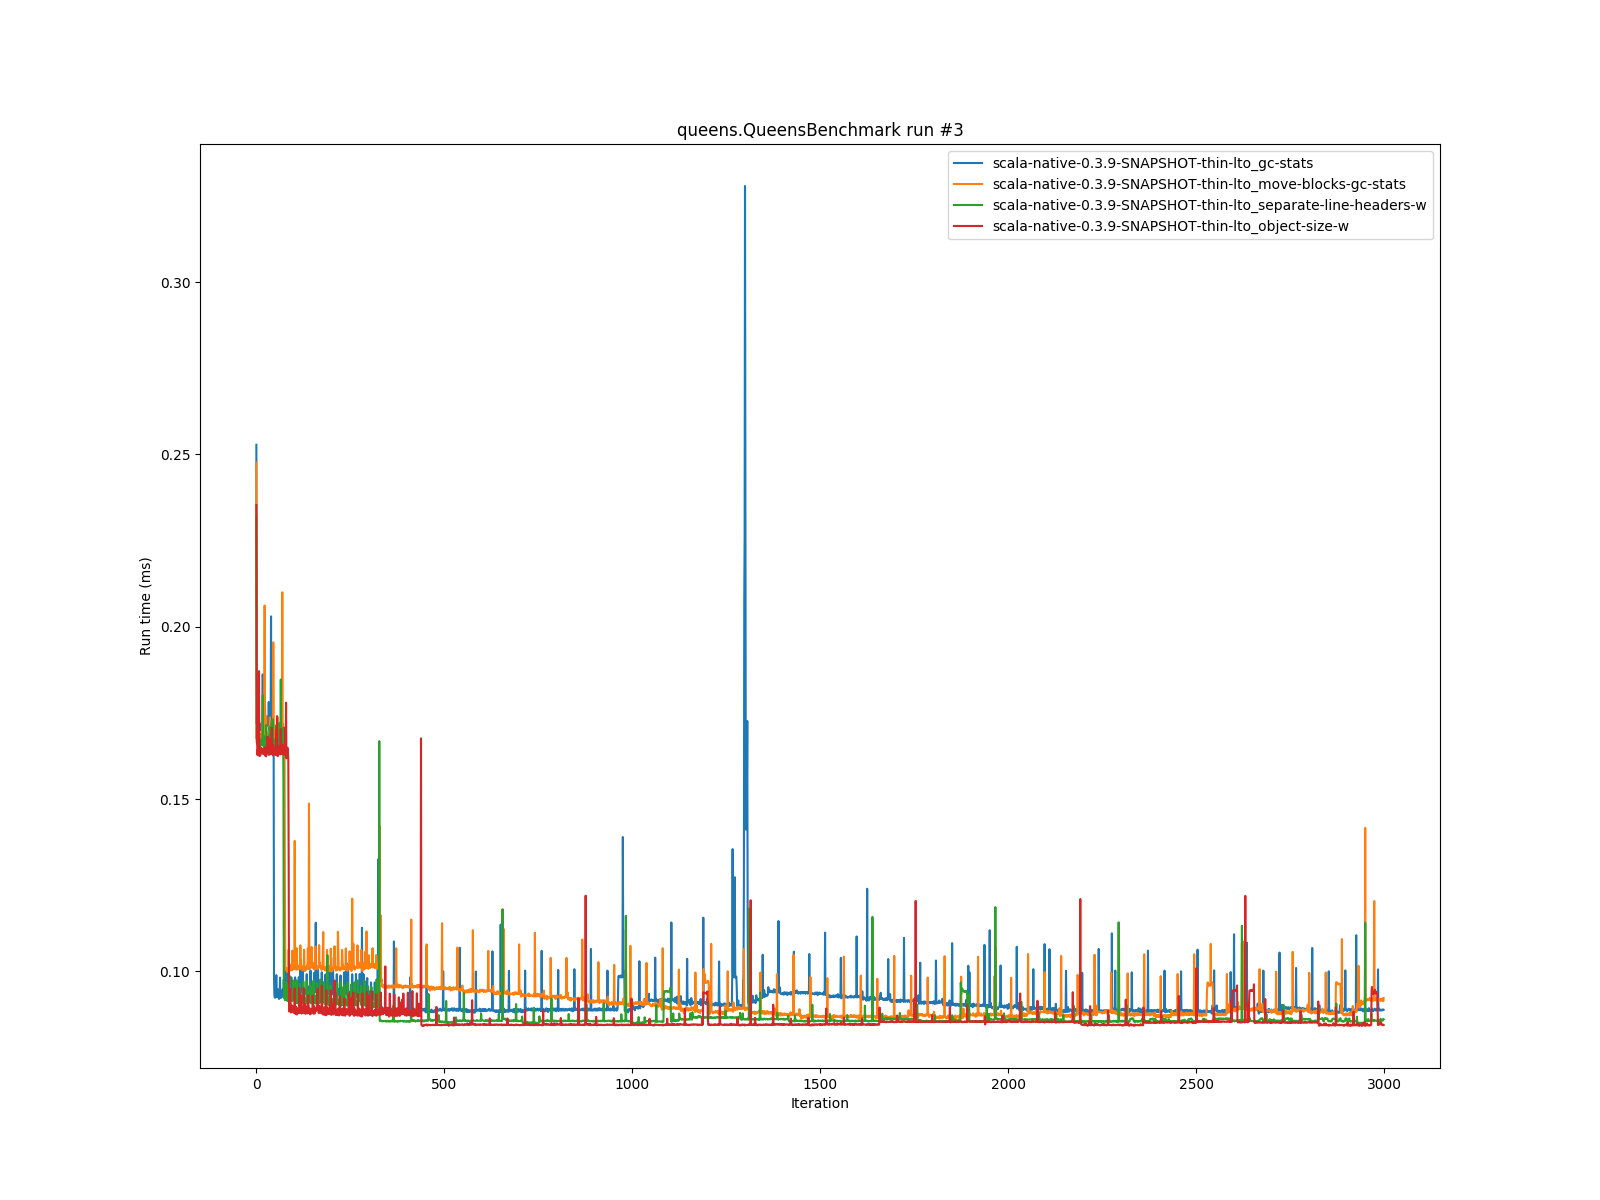 queens.QueensBenchmark run #3
scala-native-0.3.9-SNAPSHOT-thin-lto_gc-stats
scala-native-0.3.9-SNAPSHOT-thin-lto_move-blocks-gc-stats
scala-native-0.3.9-SNAPSHOT-thin-lto_separate-line-headers-w
scala-native-0.3.9-SNAPSHOT-thin-lto_object-size-w
Run time (ms)
0.30
0.25
0.20
0.15
0.10
0 500 1000 1500 2000 2500 3000
Iteration